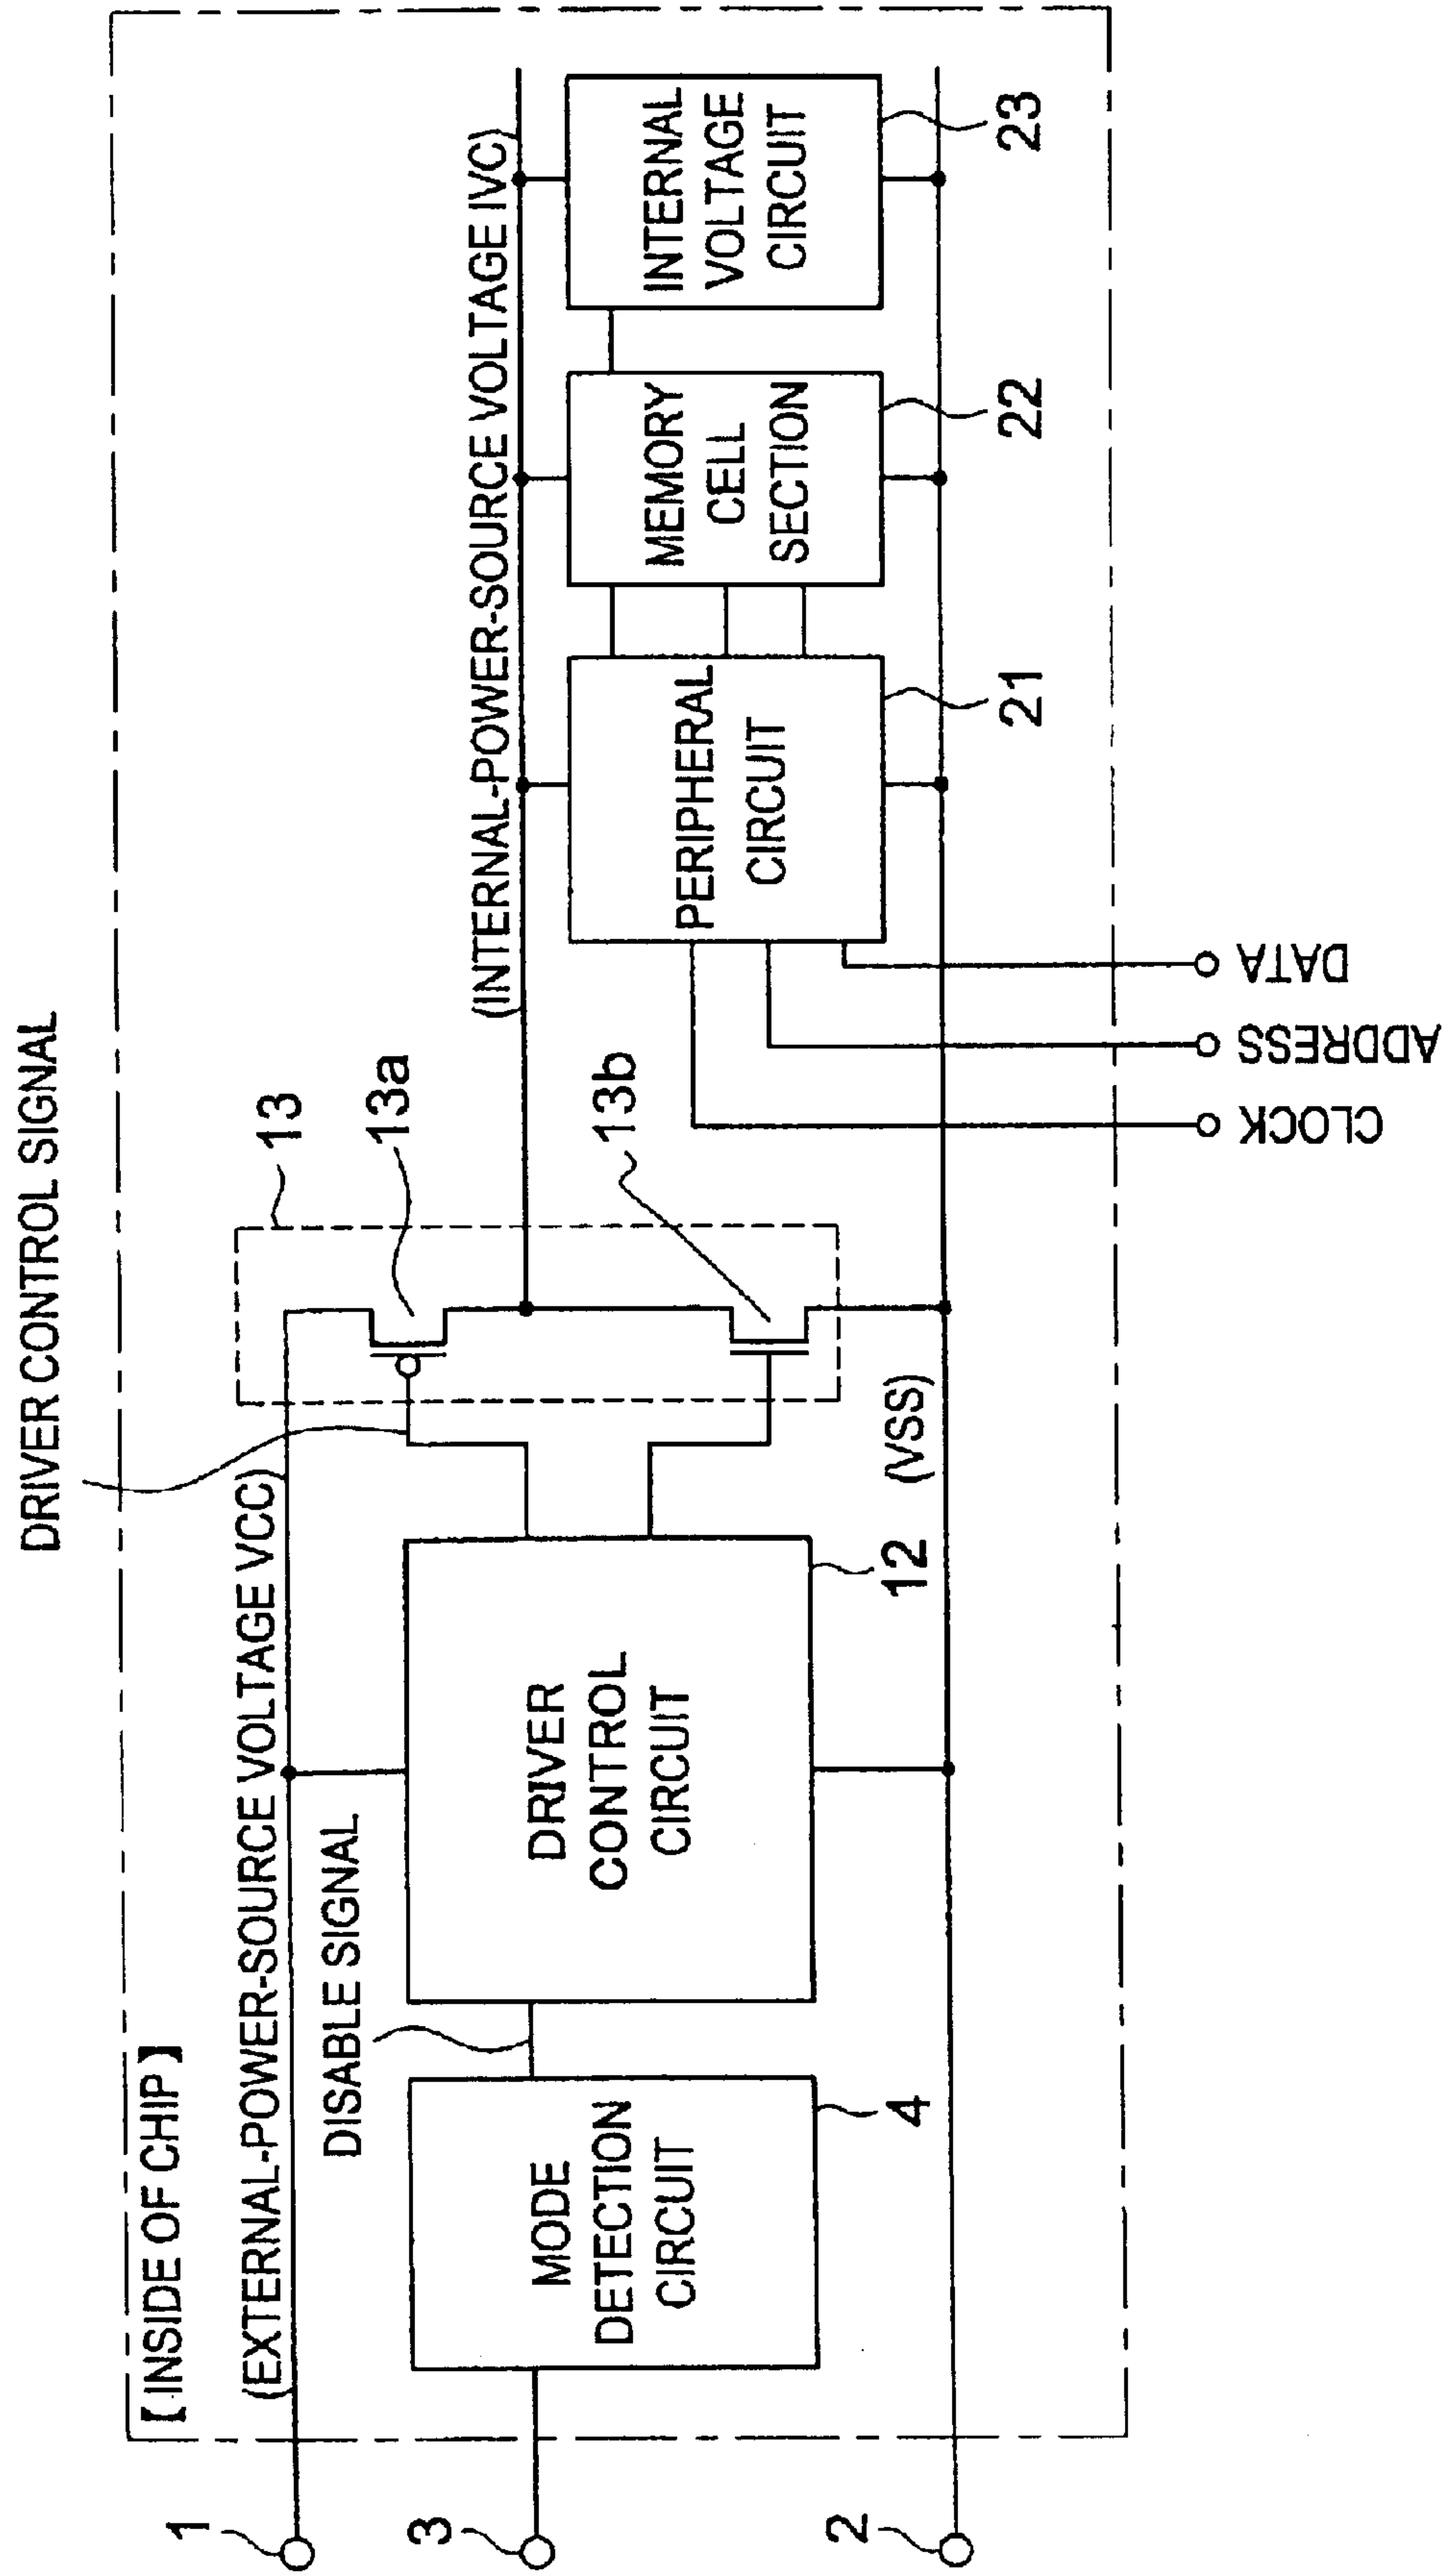 DRIVER CONTROL SIGNAL
[INSIDE OF CHIP]
(EXTERNAL-POWER-SOURCE VOLTAGE VCC)
13
13a
DISABLE SIGNAL
(INTERNAL-POWER-SOURCE VOLTAGE IVC)
1
3
2
MODE
DETECTION
CIRCUIT
4
DRIVER
CONTROL
CIRCUIT
12
13b
(VSS)
PERIPHERAL
CIRCUIT
21
MEMORY
CELL
SECTION
22
INTERNAL
VOLTAGE
CIRCUIT
23
CLOCK
ADDRESS
DATA